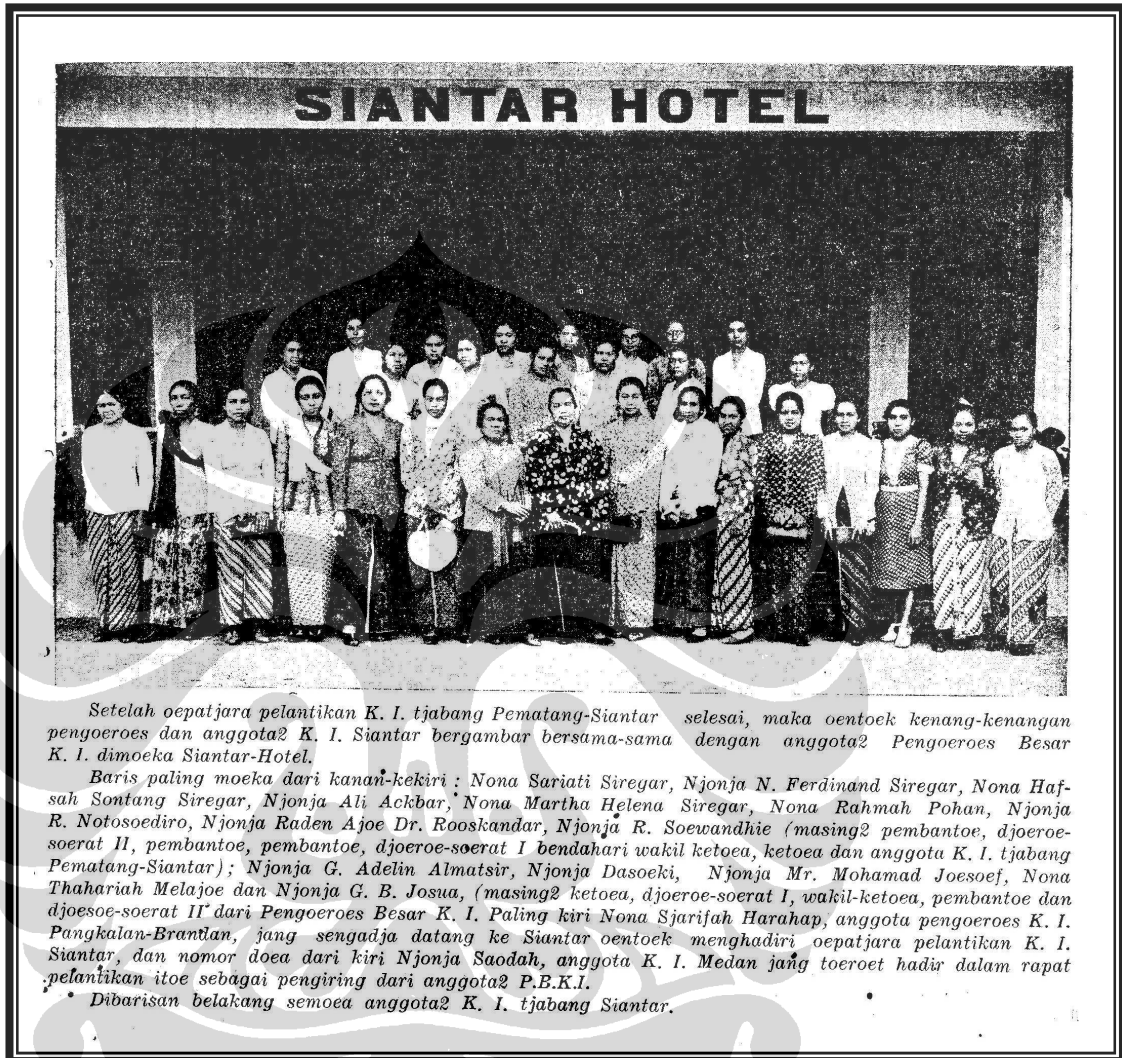 SIANTAR HOTEL
Setelah oepatjara pelantikan K. I. tjabang Pematang-Siantar selesai, maka oentoek kenang-kenangan
pengoeroes dan anggota2 K. I. Siantar bergambar bersama-sama dengan anggota2 Pengoeroes Besar
K. I. dimoeka Siantar-Hotel.
Baris paling moeka dari kanan-kekiri : Nona Sariati Siregar, Njonja N. Ferdinand Siregar, Nona Haf-
sah Sontang Siregar, Njonja Ali Ackbar, Nona Martha Helena Siregar, Nona Rahmah Pohan, Njonja
R. Notosoediro, Njonja Raden Ajoe Dr. Rooskandar, Njonja R. Soewandhie (masing2 pembantoe, djoeroe-
soerat II, pembantoe, pembantoe, djoeroe-soerat I bendahari wakil ketoea, ketoea dan anggota K. I. tjabang
Pematang-Siantar) ; Njonja G. Adelin Almatsir, Njonja Dasoeki, Njonja Mr. Mohamad Joesoef, Nona
Thahariah Melajoe dan Njonja G. B. Josua, (masing2 ketoea, djoeroe-soerat I, wakil-ketoea, pembantoe dan
djoesoe-soerat II dari Pengoeroes Besar K. I. Paling kiri Nona Sjarifah Harahap, anggota pengoeroes K. I.
Pangkalan-Brantan, jang sengadja datang ke Siantar oentoek menghadiri oepatjara pelantikan K. I.
Siantar, dan nomor doea dari kiri Njonja Saodah, anggota K. I. Medan jang toeroet hadir dalam rapat
pelantikan itoe sebagai pengiring dari anggota2 P.B.K.I.
Dibarisan belakang semoea anggota2 K. I. tjabang Siantar.